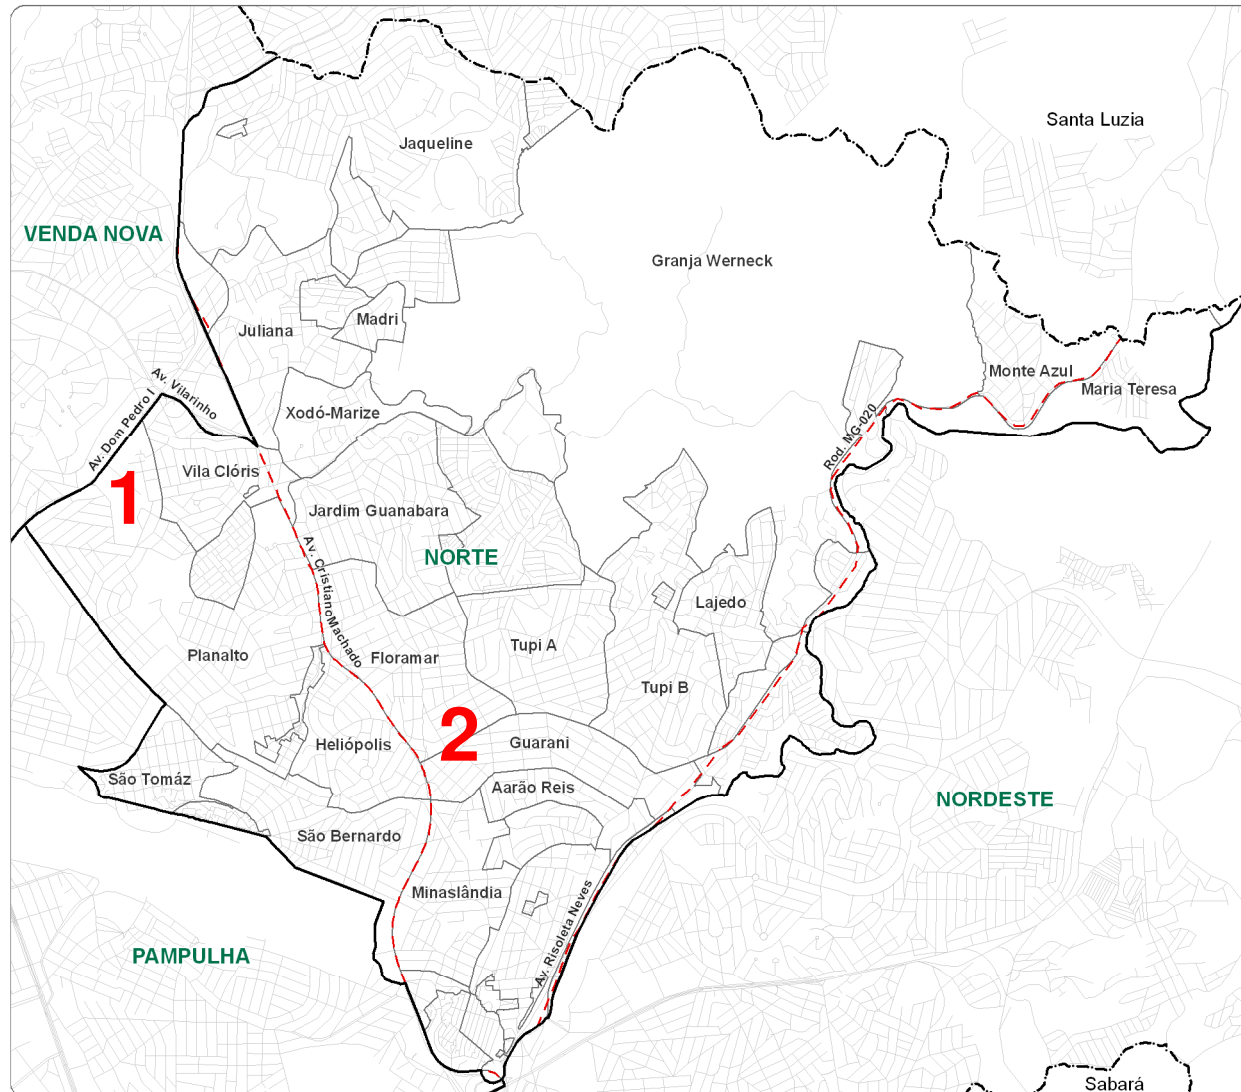 Santa Luzia
Jaqueline
VENDA NOVA
Granja Werneck
Madri
Juliana
Monte Azul
Maria Teresa
Av. Vilarinho
Av. Dom Pedro I
Xodó-Marize
Rod. MG-020
Vila Clóris
1
Jardim Guanabara
NORTE
Av. Cristiano Machado
Lajedo
Tupi A
Planalto
Floramar
Tupi B
2
Heliópolis
Guarani
São Tomáz
Aarão Reis
NORDESTE
São Bernardo
Minaslândia
Av. Risoleta Neves
PAMPULHA
Sabará